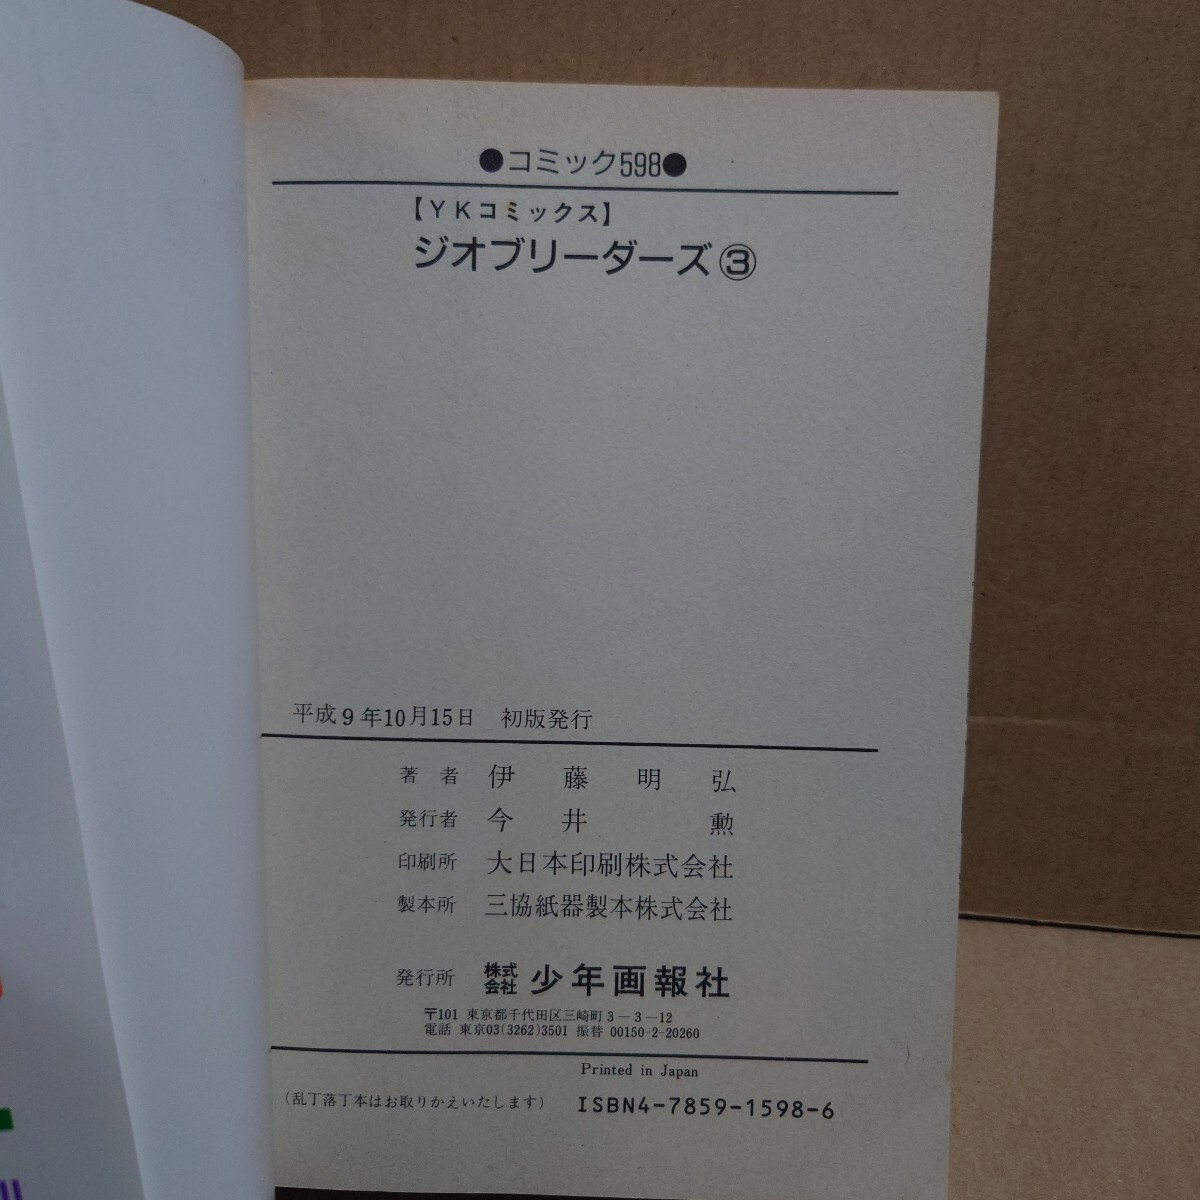 ●コミック598●
【YKコミックス】
ジオブリーダーズ③
平成9年10月15日 初版発行
著者 伊藤明弘
発行者 今井勲
印刷所 大日本印刷株式会社
製本所 三協紙器製本株式会社
発行所 株式会社 少年画報社
〒101 東京都千代田区三崎町3-3-12
電話 東京03(3262)3501 振替 00150-2-20260
Printed in Japan
(乱丁落丁本はお取りかえいたします) ISBN4-7859-1598-6